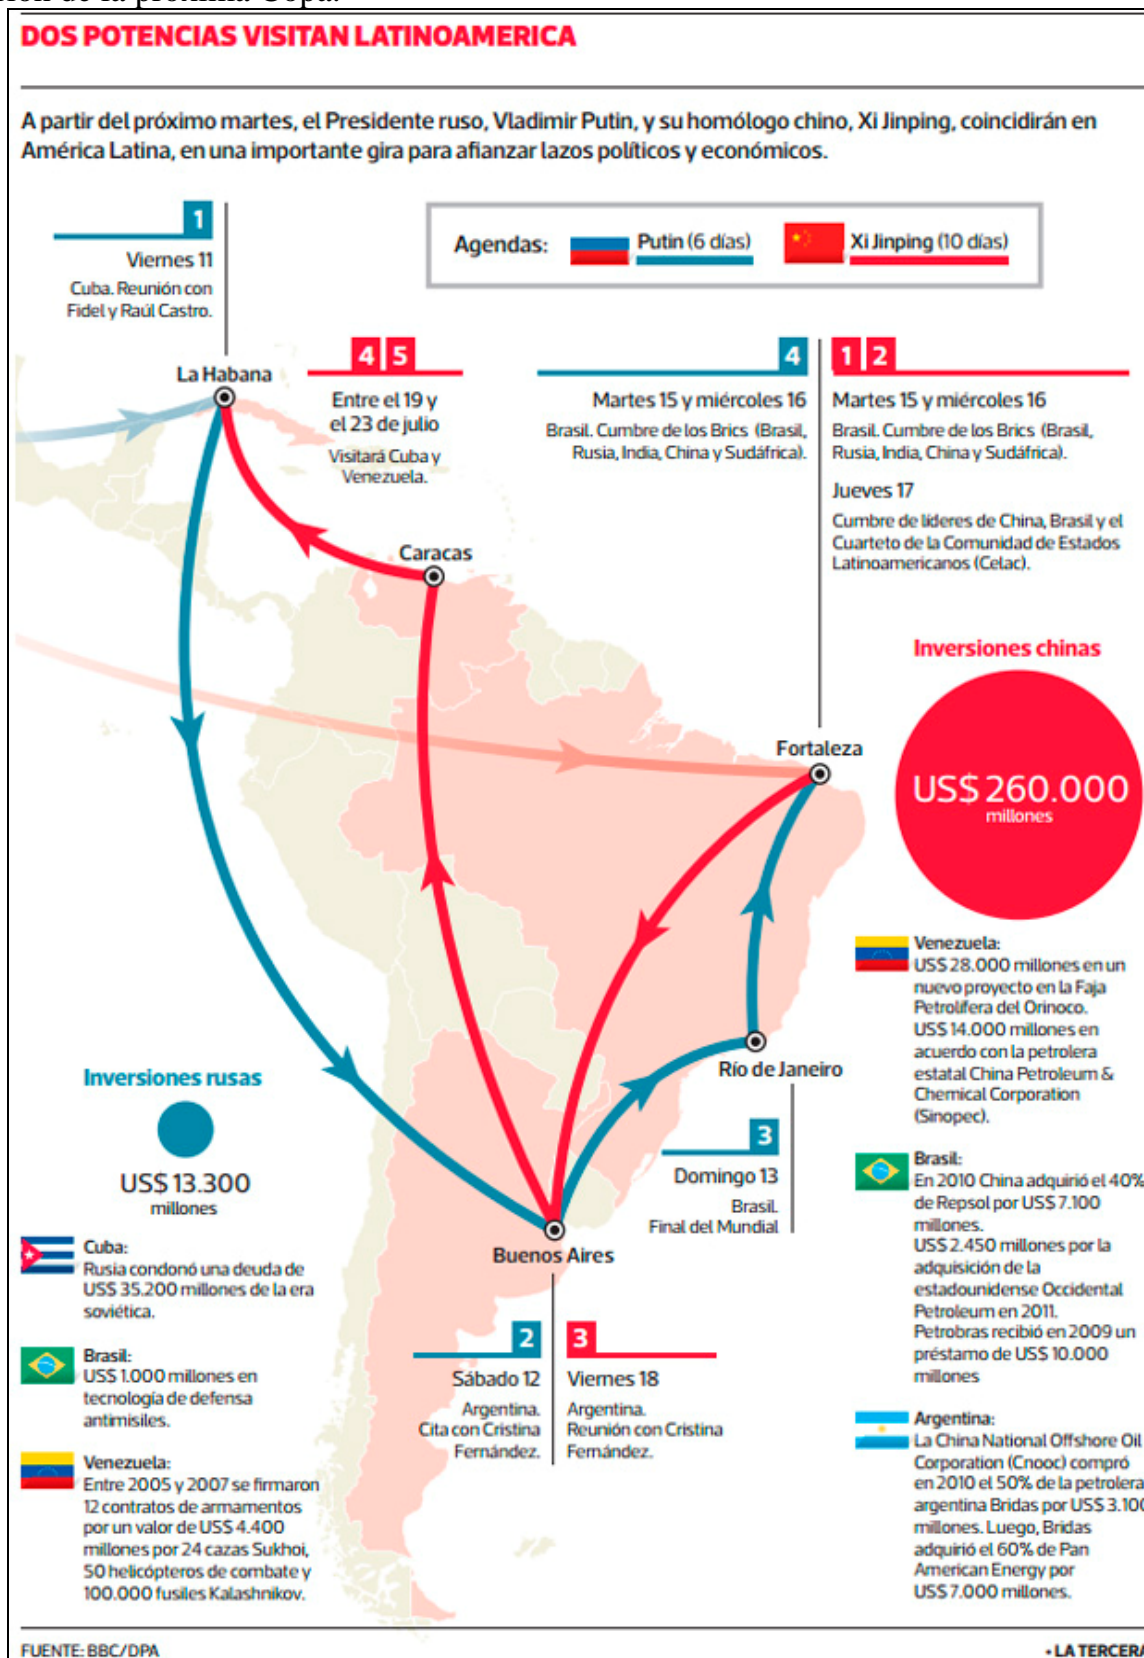 ción de la próxima Copa.
DOS POTENCIAS VISITAN LATINOAMERICA
A partir del próximo martes, el Presidente ruso, Vladimir Putin, y su homólogo chino, Xi Jinping, coincidirán en
América Latina, en una importante gira para afianzar lazos políticos y económicos.
Agendas: Putin (6 días) Xi Jinping (10 días)
1
Viernes 11
Cuba. Reunión con
Fidel y Raúl Castro.
La Habana
4 5
Entre el 19 y
el 23 de julio
Visitará Cuba y
Venezuela.
Caracas
4
Martes 15 y miércoles 16
Brasil. Cumbre de los Brics (Brasil,
Rusia, India, China y Sudáfrica).
1 2
Martes 15 y miércoles 16
Brasil. Cumbre de los Brics (Brasil,
Rusia, India, China y Sudáfrica).
Jueves 17
Cumbre de líderes de China, Brasil y el
Cuarteto de la Comunidad de Estados
Latinoamericanos (Celac).
Fortaleza
Río de Janeiro
3
Domingo 13
Brasil.
Final del Mundial
Buenos Aires
2
Sábado 12
Argentina.
Cita con Cristina
Fernández.
3
Viernes 18
Argentina.
Reunión con Cristina
Fernández.
Inversiones rusas
US$ 13.300
millones
Cuba:
Rusia condonó una deuda de
US$ 35.200 millones de la era
soviética.
Brasil:
US$ 1.000 millones en
tecnología de defensa
antimisiles.
Venezuela:
Entre 2005 y 2007 se firmaron
12 contratos de armamentos
por un valor de US$ 4.400
millones por 24 cazas Sukhoi,
50 helicópteros de combate y
100.000 fusiles Kalashnikov.
Inversiones chinas
US$ 260.000
millones
Venezuela:
US$ 28.000 millones en un
nuevo proyecto en la Faja
Petrolífera del Orinoco.
US$ 14.000 millones en
acuerdo con la petrolera
estatal China Petroleum &
Chemical Corporation
(Sinopec).
Brasil:
En 2010 China adquirió el 40%
de Repsol por US$ 7.100
millones.
US$ 2.450 millones por la
adquisición de la
estadounidense Occidental
Petroleum en 2011.
Petrobras recibió en 2009 un
préstamo de US$ 10.000
millones
Argentina:
La China National Offshore Oil
Corporation (Cnooc) compró
en 2010 el 50% de la petrolera
argentina Bridas por US$ 3.100
millones. Luego, Bridas
adquirió el 60% de Pan
American Energy por
US$ 7.000 millones.
FUENTE: BBC/DPA
• LA TERCERA